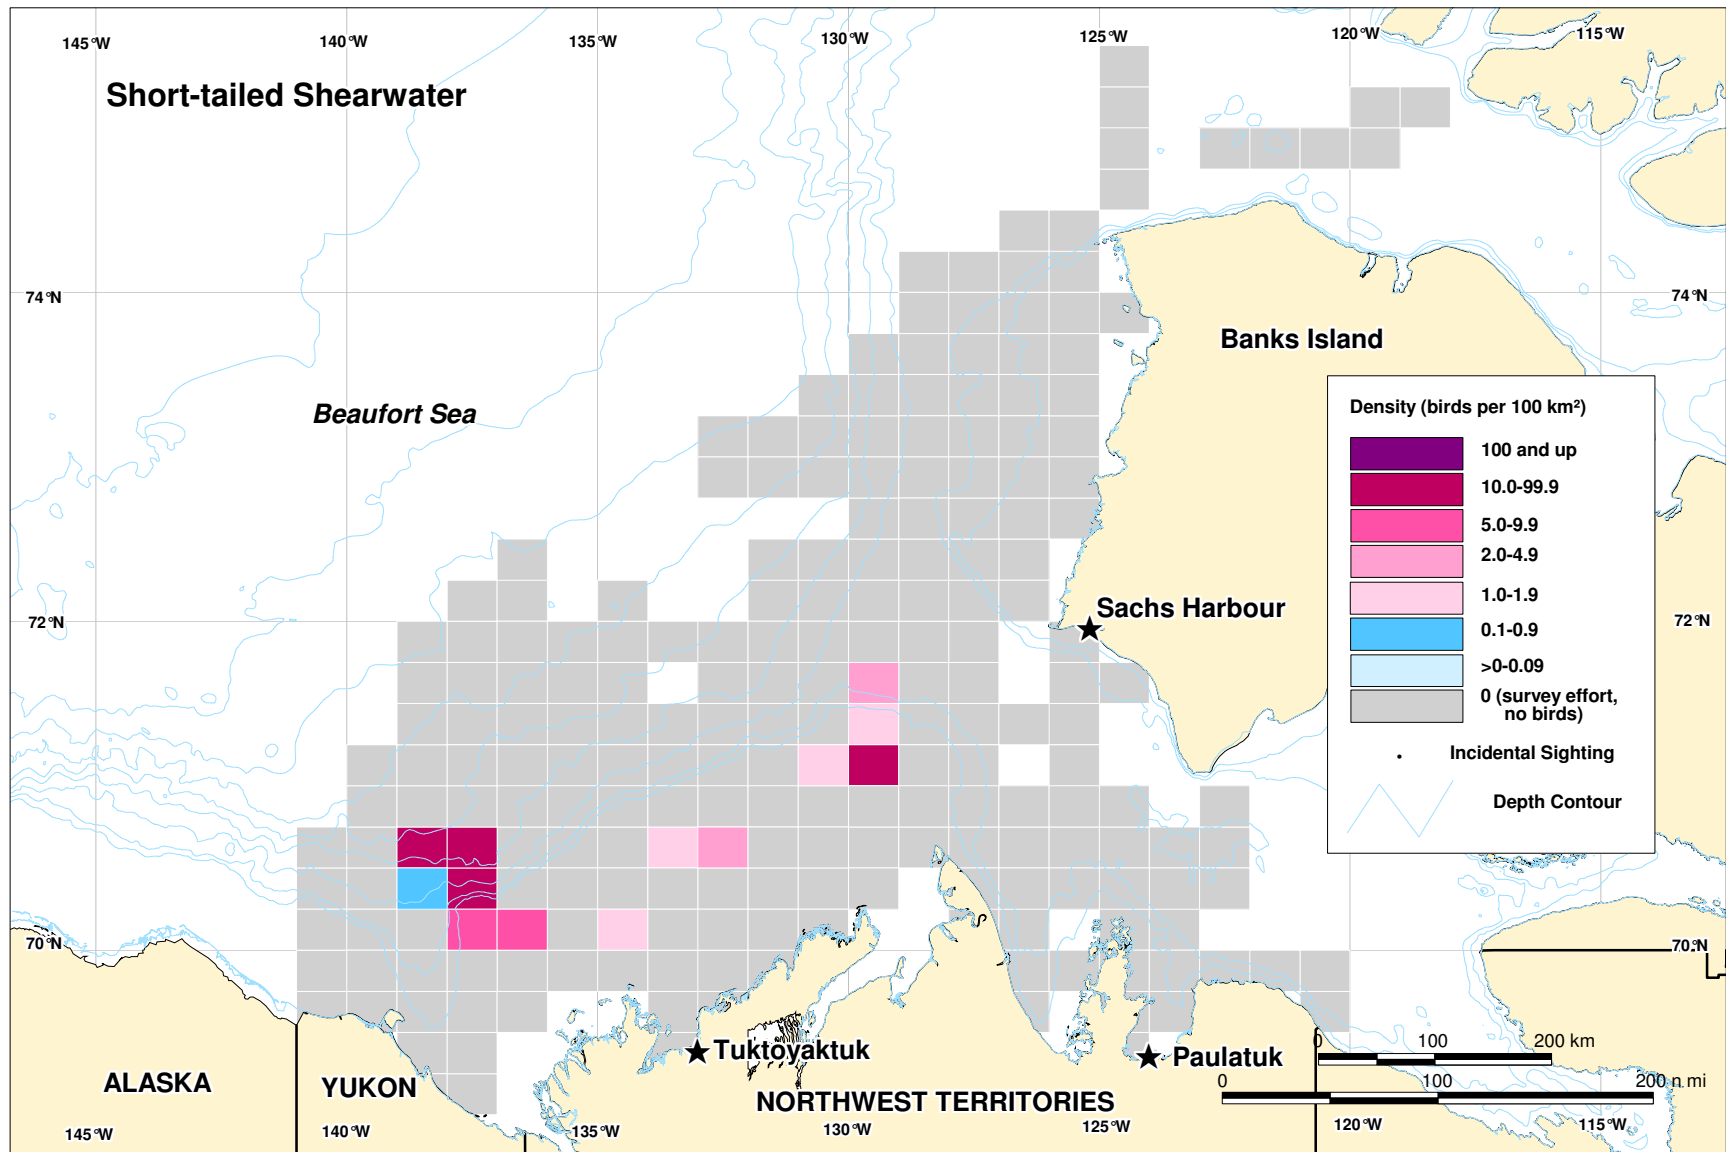 145°W 140°W 135°W 130°W 125°W 120°W 115°W
Short-tailed Shearwater
74°N 74°N
Banks Island
Beaufort Sea
Density (birds per 100 km²)
100 and up
10.0-99.9
5.0-9.9
2.0-4.9
1.0-1.9
0.1-0.9
>0-0.09
0 (survey effort,
no birds)
Incidental Sighting
Depth Contour
Sachs Harbour
72°N 72°N
70°N 70°N
Tuktoyaktuk
Paulatuk
0 100 200 km
0 100 200 n mi
ALASKA
YUKON
NORTHWEST TERRITORIES
145°W 140°W 135°W 130°W 125°W 120°W 115°W